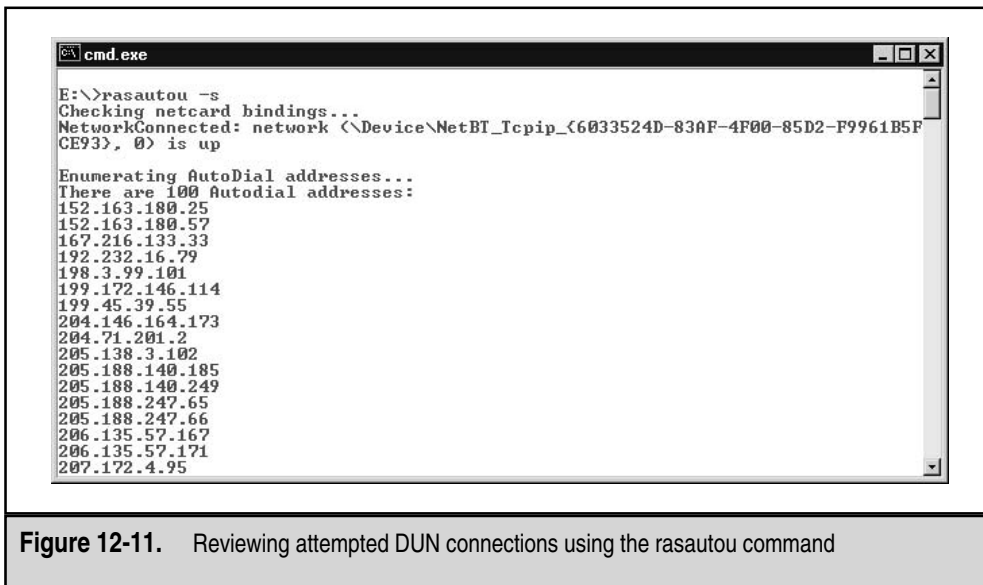 cmd.exe
E:\>rasautou -s
Checking netcard bindings...
NetworkConnected: network (\Device\NetBT_Tcpip_{6033524D-83AF-4F00-85D2-F9961B5F
CE93}, 0) is up
Enumerating AutoDial addresses...
There are 100 Autodial addresses:
152.163.180.25
152.163.180.57
167.216.133.33
192.232.16.79
198.3.99.101
199.172.146.114
199.45.39.55
204.146.164.173
204.71.201.2
205.138.3.102
205.188.140.185
205.188.140.249
205.188.247.65
205.188.247.66
206.135.57.167
206.135.57.171
207.172.4.95
Figure 12-11. Reviewing attempted DUN connections using the rasautou command